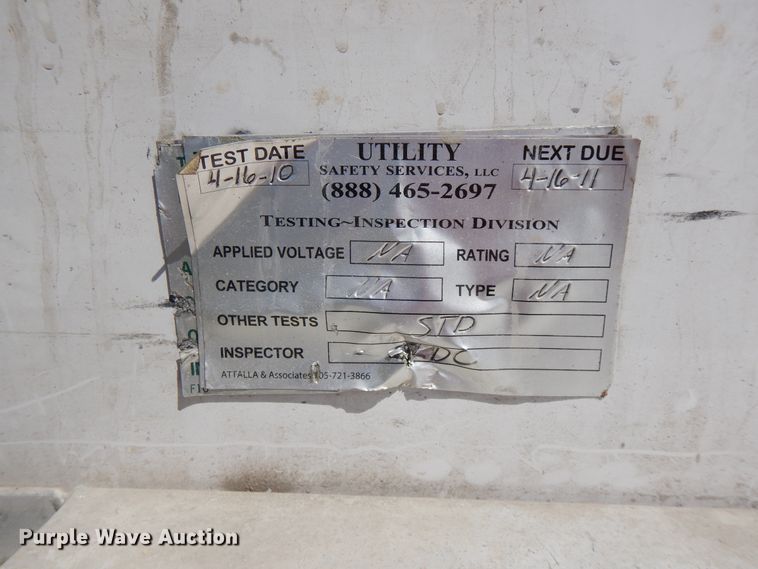 TEST DATE
4-16-10
UTILITY
SAFETY SERVICES, LLC
(888) 465-2697
NEXT DUE
4-16-11
TESTING~INSPECTION DIVISION
APPLIED VOLTAGE NA RATING NA
CATEGORY NA TYPE NA
OTHER TESTS STD
INSPECTOR DC
ATTALLA & Associates 05-721-3866
Purple Wave Auction